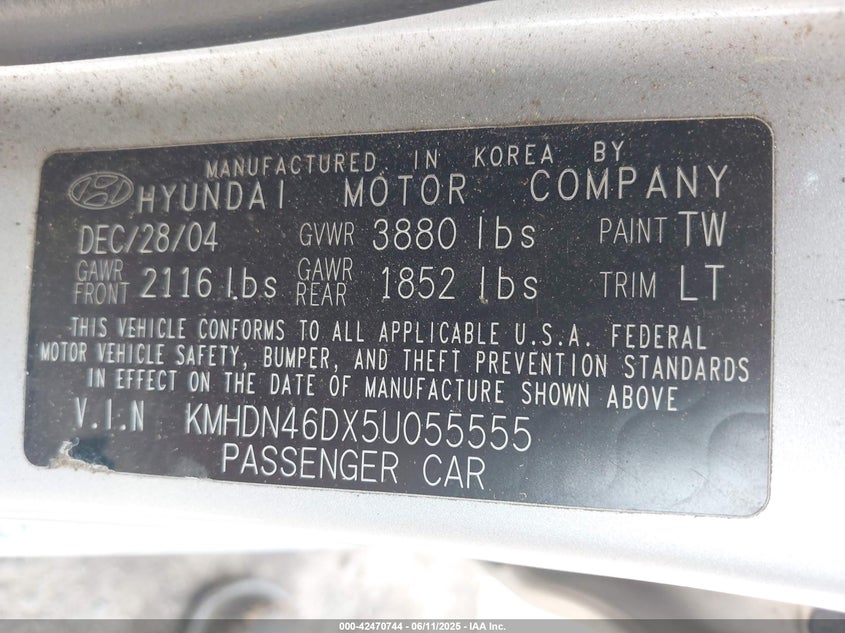 MANUFACTURED IN KOREA BY
HYUNDAI MOTOR COMPANY
DEC/28/04 GVWR 3880 lbs PAINT TW
GAWR FRONT 2116 lbs GAWR REAR 1852 lbs TRIM LT
THIS VEHICLE CONFORMS TO ALL APPLICABLE U.S.A. FEDERAL
MOTOR VEHICLE SAFETY, BUMPER, AND THEFT PREVENTION STANDARDS
IN EFFECT ON THE DATE OF MANUFACTURE SHOWN ABOVE
V.I.N KMHDN46DX5U055555
PASSENGER CAR
000-42470744 - 06/11/2025 - IAA Inc.